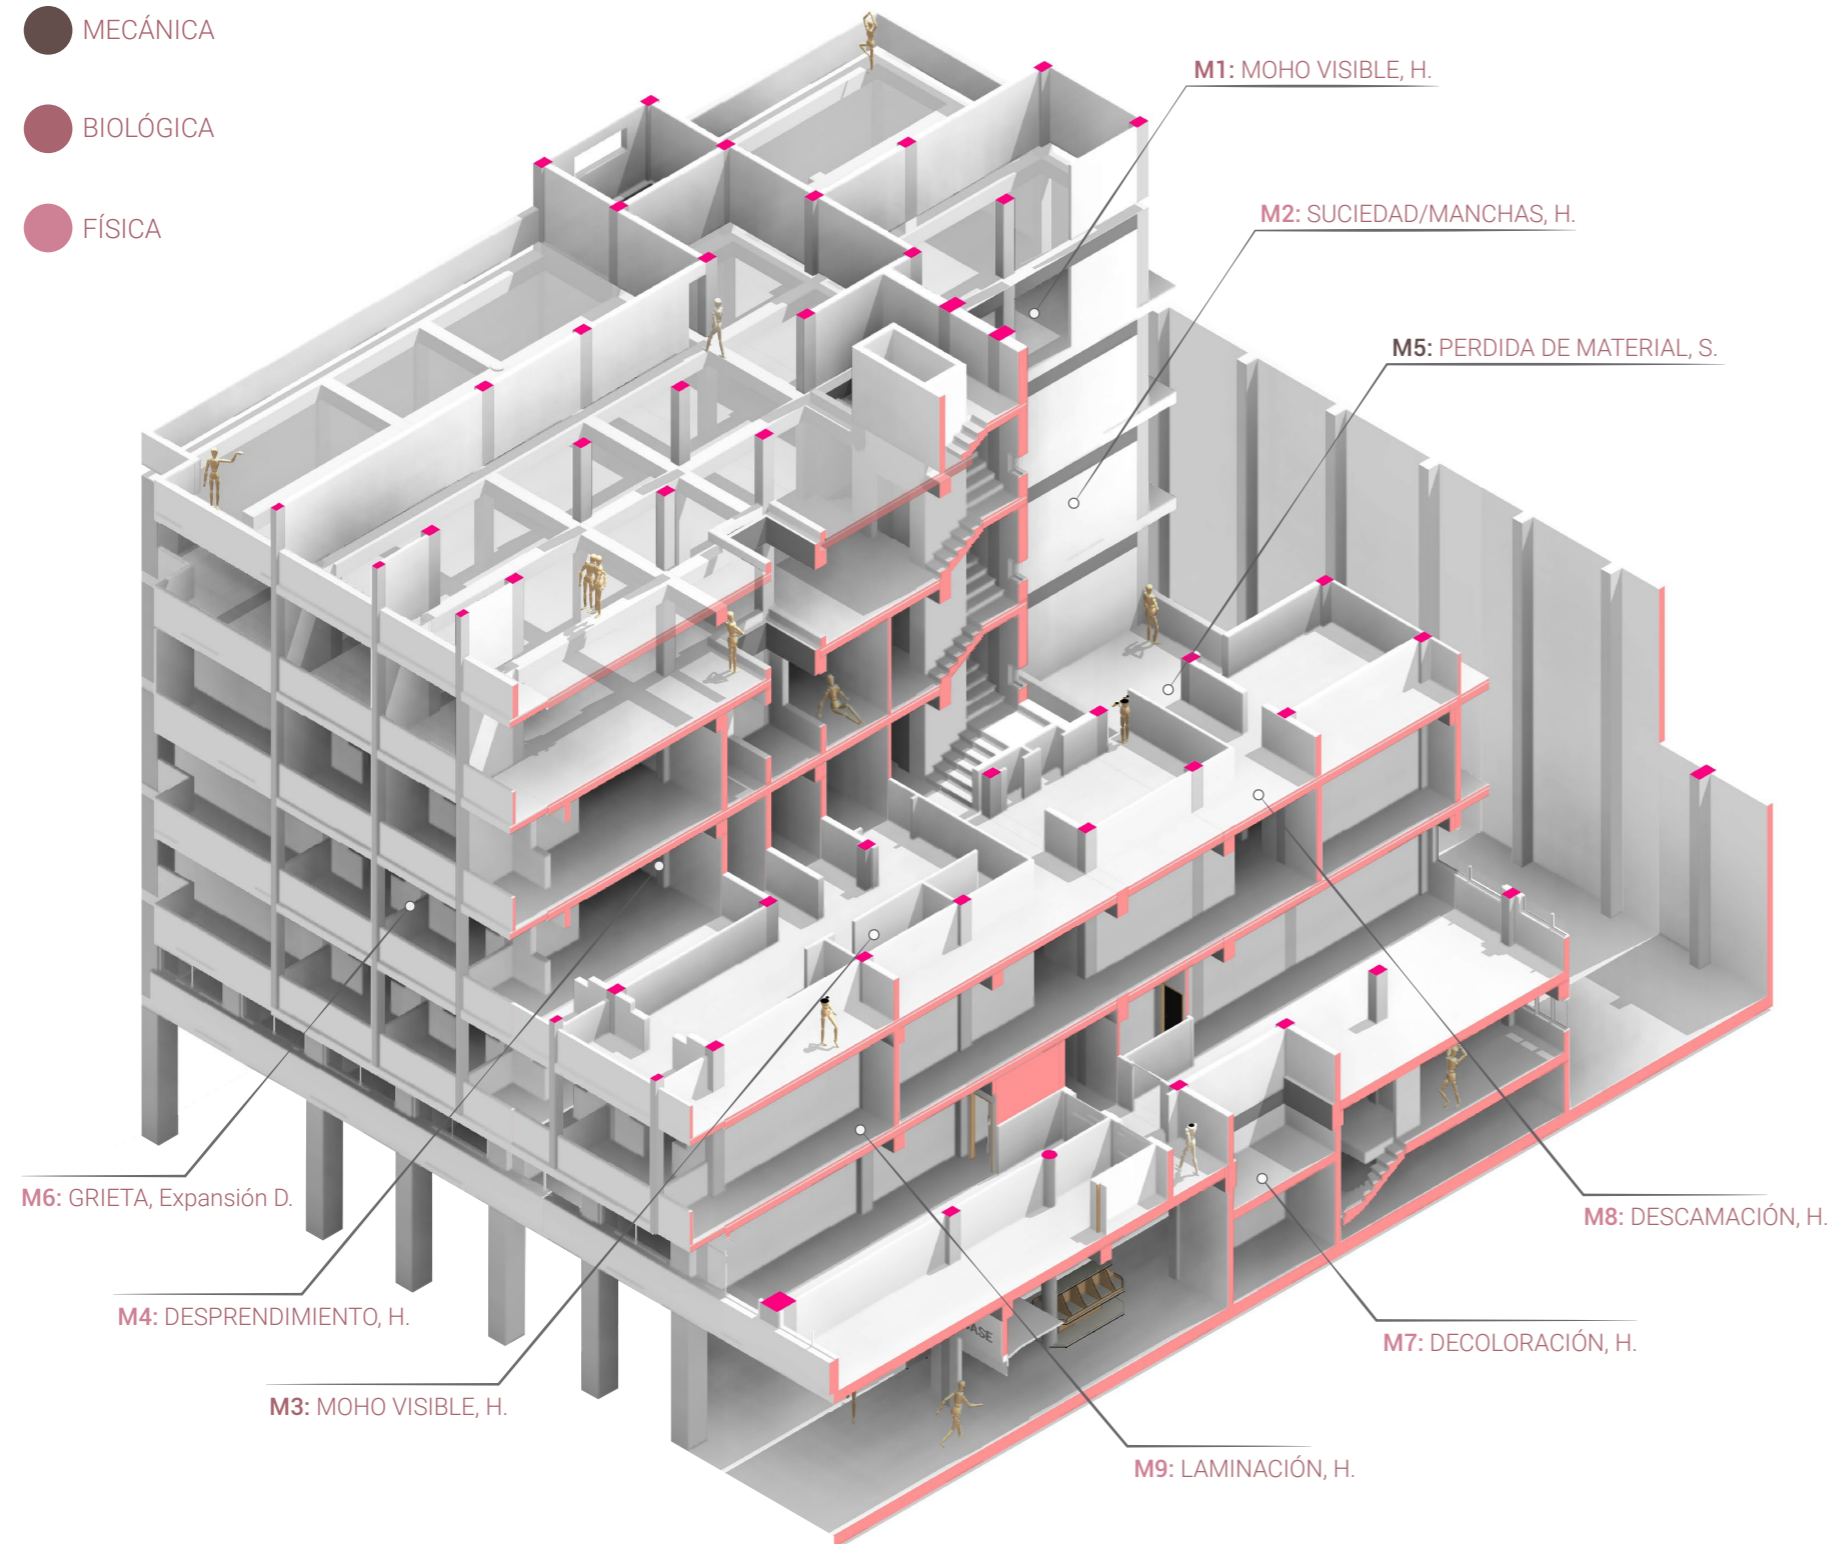 MECÁNICA
BIOLÓGICA
FÍSICA
M1: MOHO VISIBLE, H.
M2: SUCIEDAD/MANCHAS, H.
M5: PERDIDA DE MATERIAL, S.
M6: GRIETA, Expansión D.
M8: DESCAMACIÓN, H.
M4: DESPRENDIMIENTO, H.
M7: DECOLORACIÓN, H.
M3: MOHO VISIBLE, H.
M9: LAMINACIÓN, H.